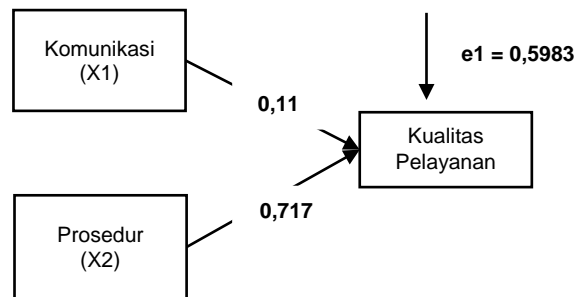 Komunikasi
(X1)
e1 = 0,5983
0,11
Kualitas
Pelayanan
0,717
Prosedur
(X2)